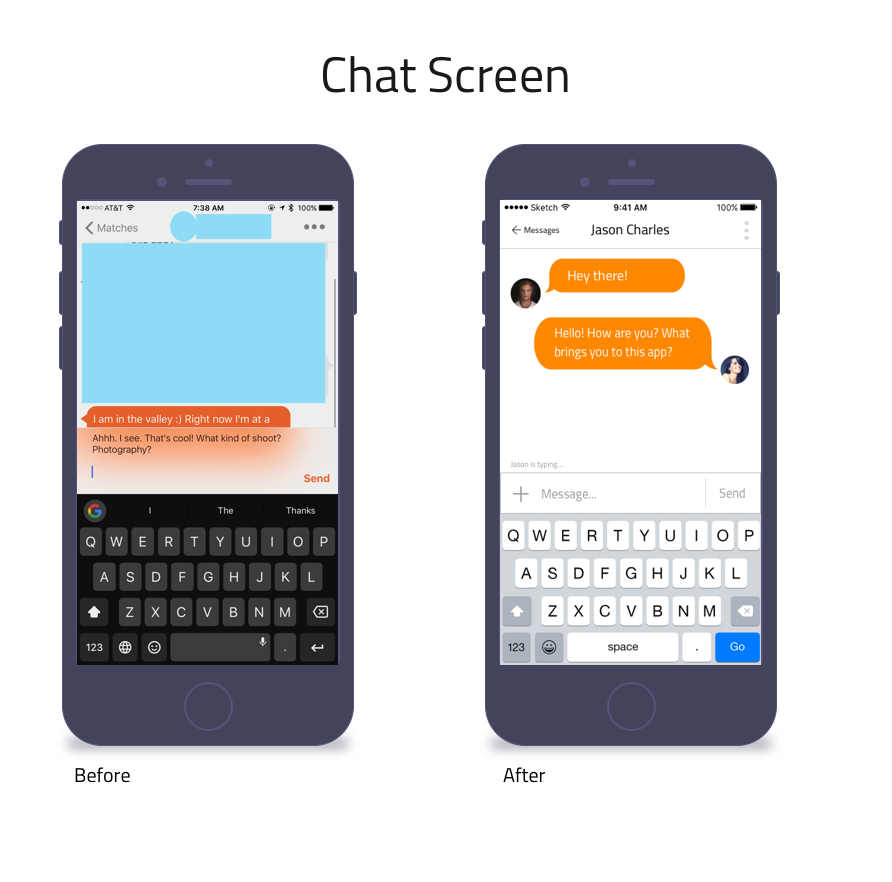 Chat Screen
AT&T 7:38 AM 100%
Matches
I am in the valley :) Right now I'm at a
Ahhh. I see. That's cool! What kind of shoot?
Photography?
Send
G I The Thanks
Q W E R T Y U I O P
A S D F G H J K L
Z X C V B N M
123 .
Before
Sketch 9:41 AM 100%
Messages Jason Charles
Hey there!
Hello! How are you? What
brings you to this app?
Jason is typing...
Message... Send
Q W E R T Y U I O P
A S D F G H J K L
Z X C V B N M
123 space . Go
After